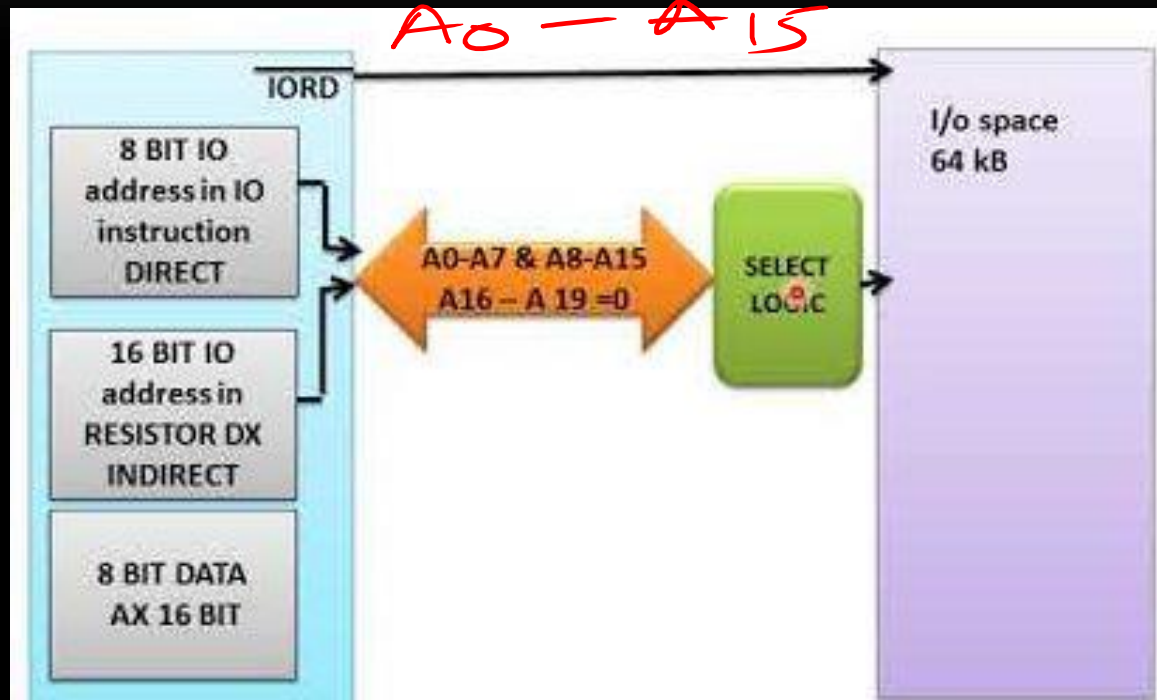 A0 - A15
IORD
8 BIT IO
address in IO
instruction
DIRECT
16 BIT IO
address in
RESISTOR DX
INDIRECT
8 BIT DATA
AX 16 BIT
A0-A7 & A8-A15
A16 – A 19 =0
SELECT
LOGIC
I/o space
64 kB